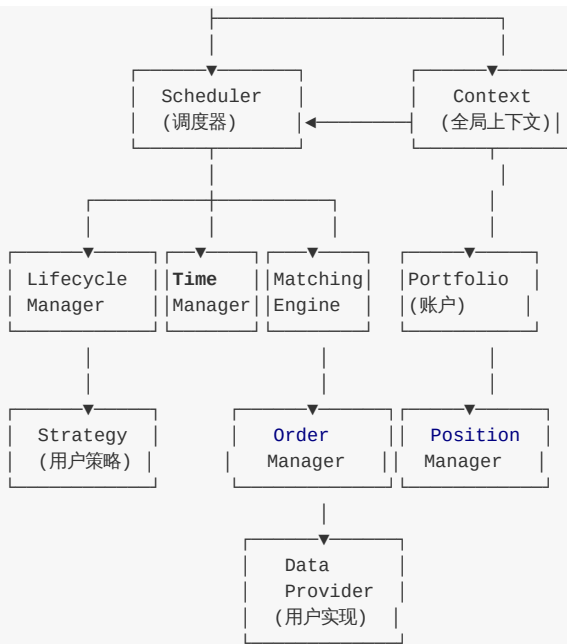 Scheduler Context
(调度器) (全局上下文)
Lifecycle Time Matching Portfolio
Manager Manager Engine (账户)
Strategy Order Position
(用户策略) Manager Manager
Data
Provider
(用户实现)